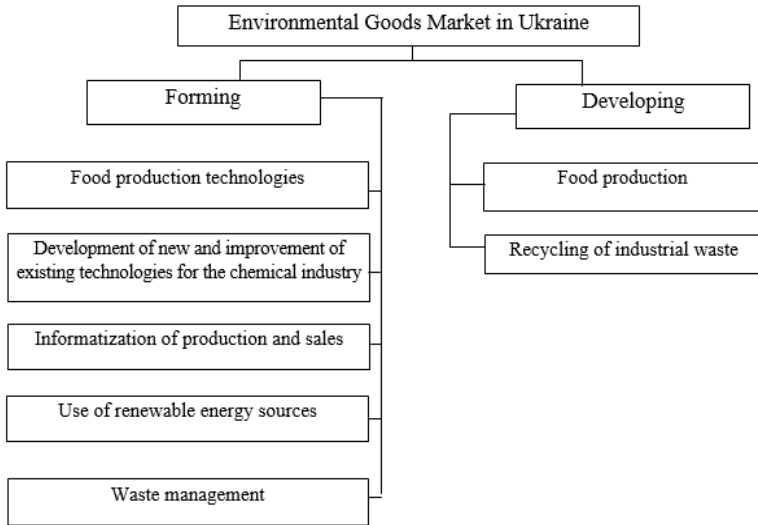 Environmental Goods Market in Ukraine
Forming
Developing
Food production technologies
Development of new and improvement of
existing technologies for the chemical industry
Informatization of production and sales
Use of renewable energy sources
Waste management
Food production
Recycling of industrial waste